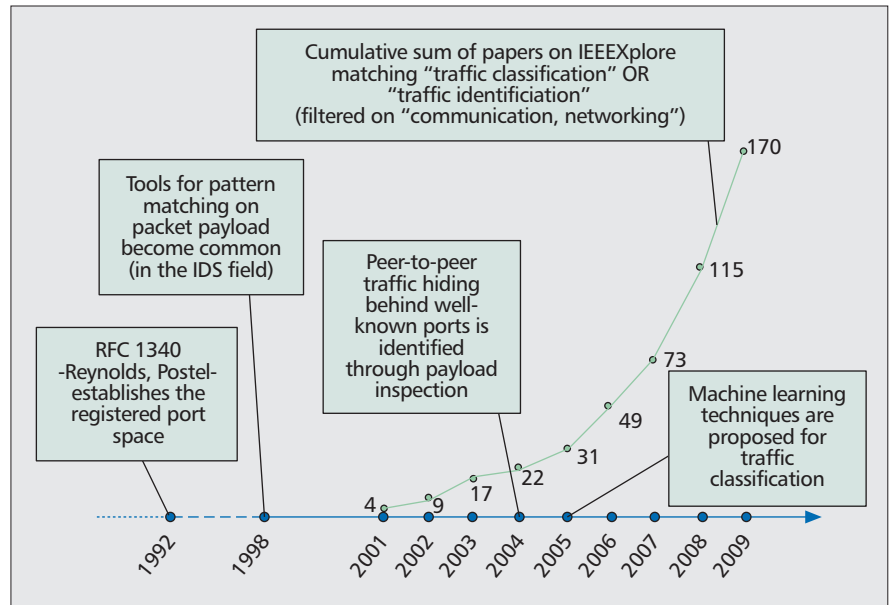 Cumulative sum of papers on IEEEXplore
matching “traffic classification” OR
“traffic identificiation”
(filtered on “communication, networking”)
170
Tools for pattern
matching on
packet payload
become common
(in the IDS field)
Peer-to-peer
traffic hiding
behind well-
known ports is
identified
through payload
inspection
115
RFC 1340
-Reynolds, Postel-
establishes the
registered port
space
73
Machine learning
techniques are
proposed for
traffic
classification
49
31
22
17
9
4
1992
1998
2001
2002
2003
2004
2005
2006
2007
2008
2009